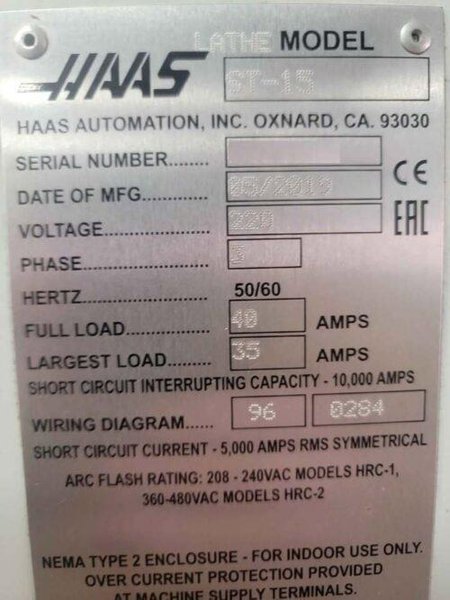 LATHE MODEL
HAAS ST-15
HAAS AUTOMATION, INC. OXNARD, CA. 93030
SERIAL NUMBER........
DATE OF MFG........... 05/2019 CE
VOLTAGE................ 220 EAC
PHASE.................... 3
HERTZ 50/60
FULL LOAD............ 40 AMPS
LARGEST LOAD....... 35 AMPS
SHORT CIRCUIT INTERRUPTING CAPACITY - 10,000 AMPS
WIRING DIAGRAM....... 96 0284
SHORT CIRCUIT CURRENT - 5,000 AMPS RMS SYMMETRICAL
ARC FLASH RATING: 208 - 240VAC MODELS HRC-1,
360-480VAC MODELS HRC-2
NEMA TYPE 2 ENCLOSURE - FOR INDOOR USE ONLY.
OVER CURRENT PROTECTION PROVIDED
AT MACHINE SUPPLY TERMINALS.